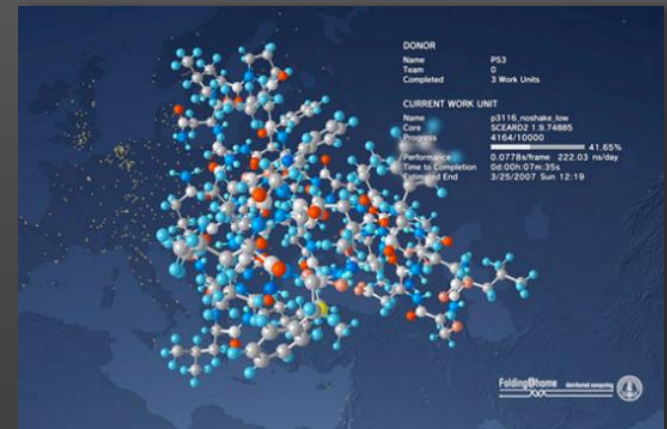 DONOR
Name PS3
Team 0
Completed 3 Work Units
CURRENT WORK UNIT
Name p3116_noshake_low
Core SCEARD2 1.9.74885
Progress 4164/10000
41.65%
Performance 0.0778s/frame 222.03 ns/day
Time to Completion 0d:00h:07m:35s
Estimated End 3/25/2007 Sun 12:19
Folding@home distributed computing